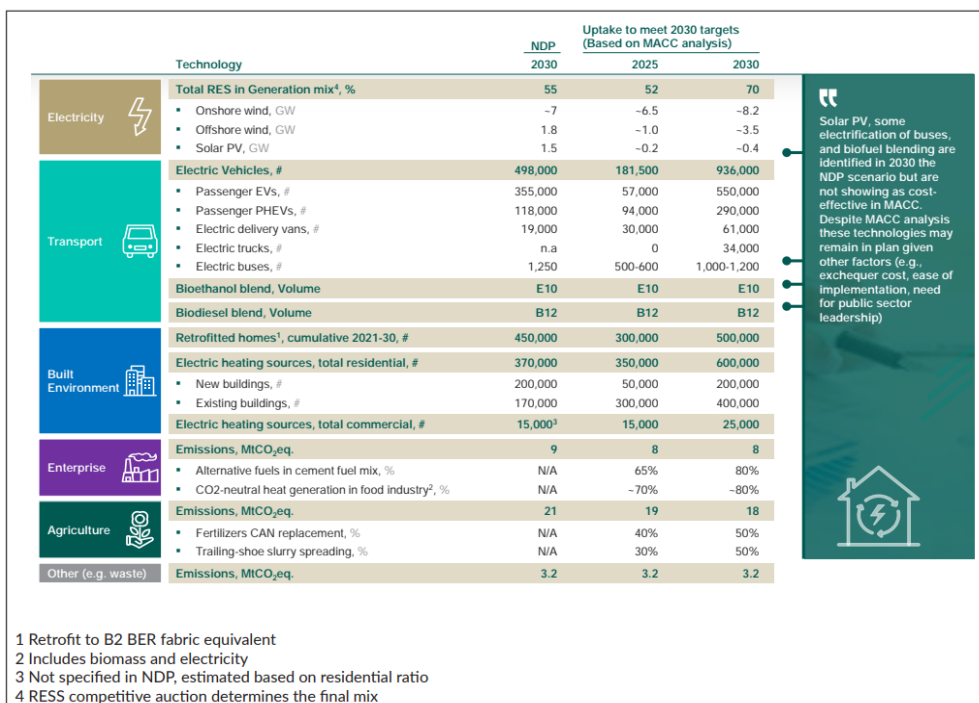 NDP
Uptake to meet 2030 targets
(Based on MACC analysis)
Technology 2030 2025 2030
Electricity
Total RES in Generation mix⁴, % 55 52 70
▪ Onshore wind, GW ~7 ~6.5 ~8.2
▪ Offshore wind, GW 1.8 ~1.0 ~3.5
▪ Solar PV, GW 1.5 ~0.2 ~0.4
Transport
Electric Vehicles, # 498,000 181,500 936,000
▪ Passenger EVs, # 355,000 57,000 550,000
▪ Passenger PHEVs, # 118,000 94,000 290,000
▪ Electric delivery vans, # 19,000 30,000 61,000
▪ Electric trucks, # n.a 0 34,000
▪ Electric buses, # 1,250 500-600 1,000-1,200
Bioethanol blend, Volume E10 E10 E10
Biodiesel blend, Volume B12 B12 B12
Built
Environment
Retrofitted homes¹, cumulative 2021-30, # 450,000 300,000 500,000
Electric heating sources, total residential, # 370,000 350,000 600,000
▪ New buildings, # 200,000 50,000 200,000
▪ Existing buildings, # 170,000 300,000 400,000
Electric heating sources, total commercial, # 15,000³ 15,000 25,000
Enterprise
Emissions, MtCO₂eq. 9 8 8
▪ Alternative fuels in cement fuel mix, % N/A 65% 80%
▪ CO2-neutral heat generation in food industry², % N/A ~70% ~80%
Agriculture
Emissions, MtCO₂eq. 21 19 18
▪ Fertilizers CAN replacement, % N/A 40% 50%
▪ Trailing-shoe slurry spreading, % N/A 30% 50%
Other (e.g. waste)
Emissions, MtCO₂eq. 3.2 3.2 3.2
Solar PV, some
electrification of buses,
and biofuel blending are
identified in 2030 the
NDP scenario but are
not showing as cost-
effective in MACC.
Despite MACC analysis
these technologies may
remain in plan given
other factors (e.g.,
exchequer cost, ease of
implementation, need
for public sector
leadership)
1 Retrofit to B2 BER fabric equivalent
2 Includes biomass and electricity
3 Not specified in NDP, estimated based on residential ratio
4 RESS competitive auction determines the final mix